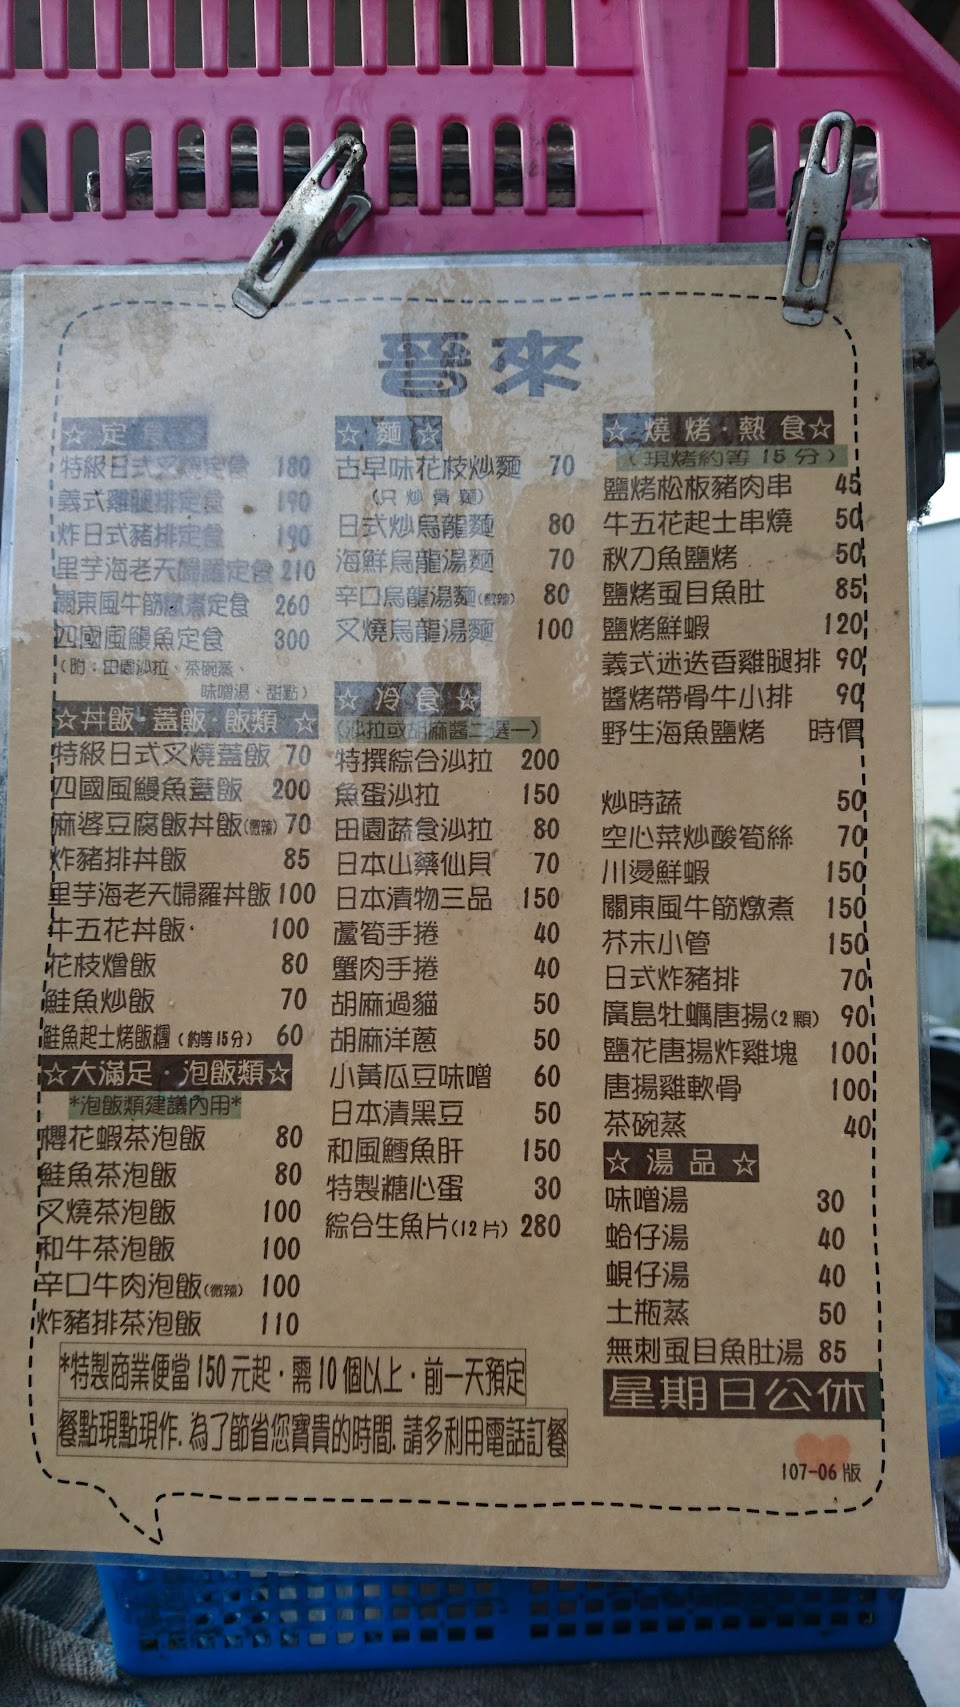 晉來
☆ 定食 ☆
特級日式叉燒定食 180
義式雞腿排定食 190
炸日式豬排定食 190
里芋海老天婦羅定食 210
關東風牛筋燉煮定食 260
四國風鰻魚定食 300
(附:田園沙拉、茶碗蒸、
味噌湯、甜點)
☆丼飯·蓋飯·飯類 ☆
特級日式叉燒蓋飯 70
四國風鰻魚蓋飯 200
麻婆豆腐飯丼飯(微辣) 70
炸豬排丼飯 85
里芋海老天婦羅丼飯 100
牛五花丼飯· 100
花枝燴飯 80
鮭魚炒飯 70
鮭魚起士烤飯糰(約等15分) 60
☆大滿足·泡飯類☆
*泡飯類建議內用*
櫻花蝦茶泡飯 80
鮭魚茶泡飯 80
叉燒茶泡飯 100
和牛茶泡飯 100
辛口牛肉泡飯(微辣) 100
炸豬排茶泡飯 110
☆ 麵 ☆
古早味花枝炒麵 70
(只炒黃麵)
日式炒烏龍麵 80
海鮮烏龍湯麵 70
辛口烏龍湯麵(微辣) 80
叉燒烏龍湯麵 100
☆ 冷食 ☆
(沙拉或胡麻醬二選一)
特撰綜合沙拉 200
魚蛋沙拉 150
田園蔬食沙拉 80
日本山藥仙貝 70
日本漬物三品 150
蘆筍手捲 40
蟹肉手捲 40
胡麻過貓 50
胡麻洋蔥 50
小黃瓜豆味噌 60
日本漬黑豆 50
和風鱈魚肝 150
特製糖心蛋 30
綜合生魚片(12片) 280
☆ 燒烤·熱食☆
(現烤約等15分)
鹽烤松板豬肉串 45
牛五花起士串燒 50
秋刀魚鹽烤 50
鹽烤虱目魚肚 85
鹽烤鮮蝦 120
義式迷迭香雞腿排 90
醬烤帶骨牛小排 90
野生海魚鹽烤 時價
炒時蔬 50
空心菜炒酸筍絲 70
川燙鮮蝦 150
關東風牛筋燉煮 150
芥末小管 150
日式炸豬排 70
廣島牡蠣唐揚(2顆) 90
鹽花唐揚炸雞塊 100
唐揚雞軟骨 100
茶碗蒸 40
☆ 湯品 ☆
味噌湯 30
蛤仔湯 40
蜆仔湯 40
土瓶蒸 50
無刺虱目魚肚湯 85
星期日公休
*特製商業便當150元起·需10個以上·前一天預定
餐點現點現作.為了節省您寶貴的時間.請多利用電話訂餐
107-06版